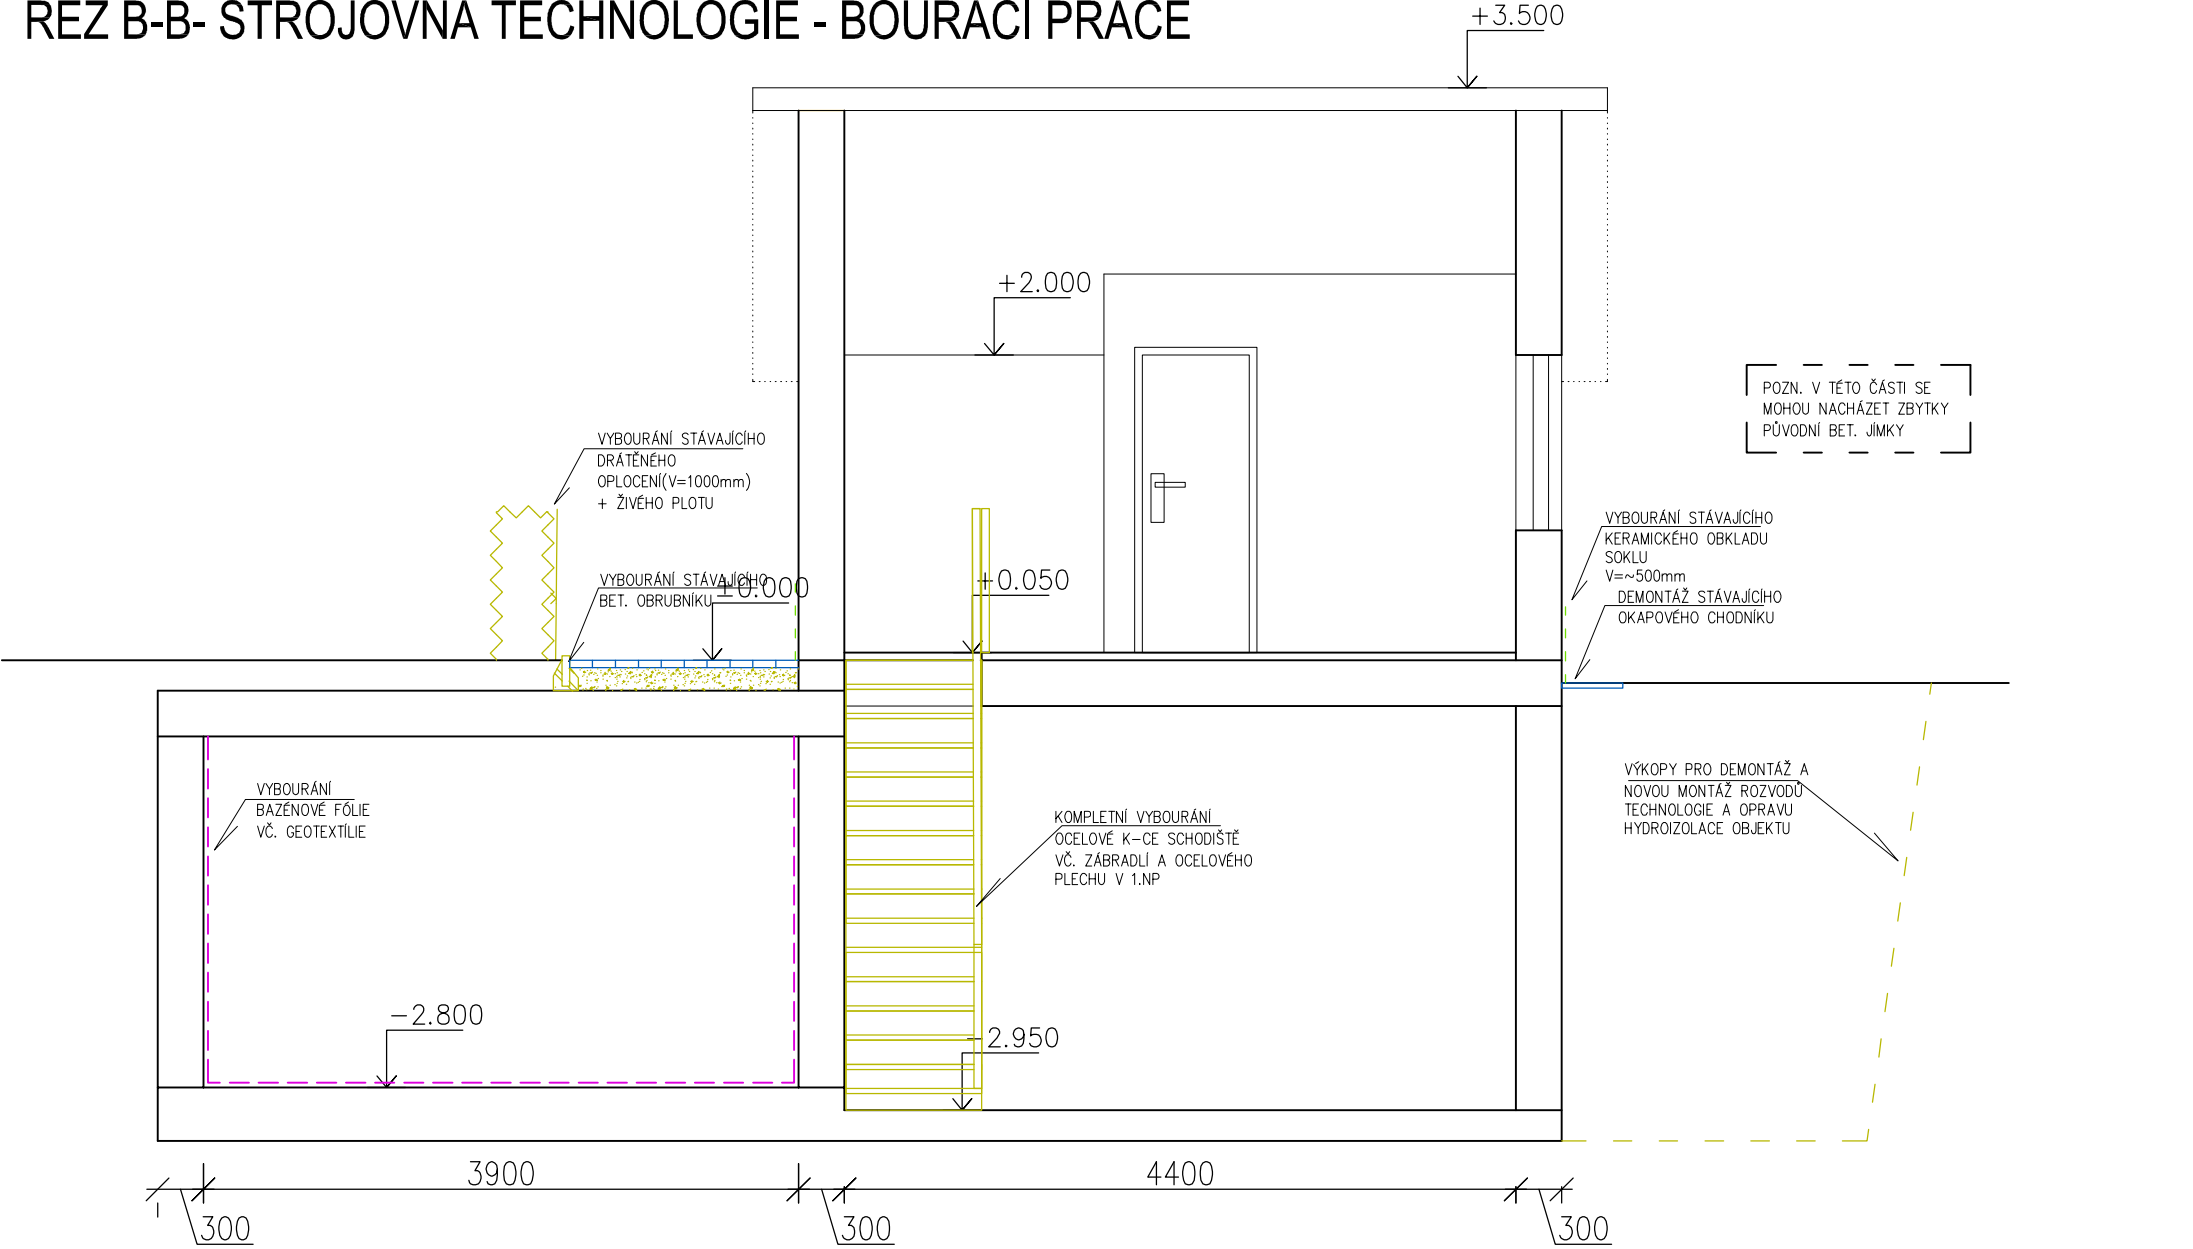 ŘEZ B-B- STROJOVNA TECHNOLOGIE - BOURACÍ PRÁCE
+3.500
+2.000
POZN. V TÉTO ČÁSTI SE
MOHOU NACHÁZET ZBYTKY
PŮVODNÍ BET. JÍMKY
VYBOURÁNÍ STÁVAJÍCÍHO
DRÁTĚNÉHO
OPLOCENÍ(V=1000mm)
+ ŽIVÉHO PLOTU
VYBOURÁNÍ STÁVAJÍCÍHO
KERAMICKÉHO OBKLADU
SOKLU
V=~500mm
VYBOURÁNÍ STÁVAJÍCÍHO
BET. OBRUBNÍKU
±0.000
+0.050
DEMONTÁŽ STÁVAJÍCÍHO
OKAPOVÉHO CHODNÍKU
VYBOURÁNÍ
BAZÉNOVÉ FÓLIE
VČ. GEOTEXTÍLIE
KOMPLETNÍ VYBOURÁNÍ
OCELOVÉ K-CE SCHODIŠTĚ
VČ. ZÁBRADLÍ A OCELOVÉHO
PLECHU V 1.NP
VÝKOPY PRO DEMONTÁŽ A
NOVOU MONTÁŽ ROZVODŮ
TECHNOLOGIE A OPRAVU
HYDROIZOLACE OBJEKTU
-2.800
-2.950
3900
4400
300
300
300